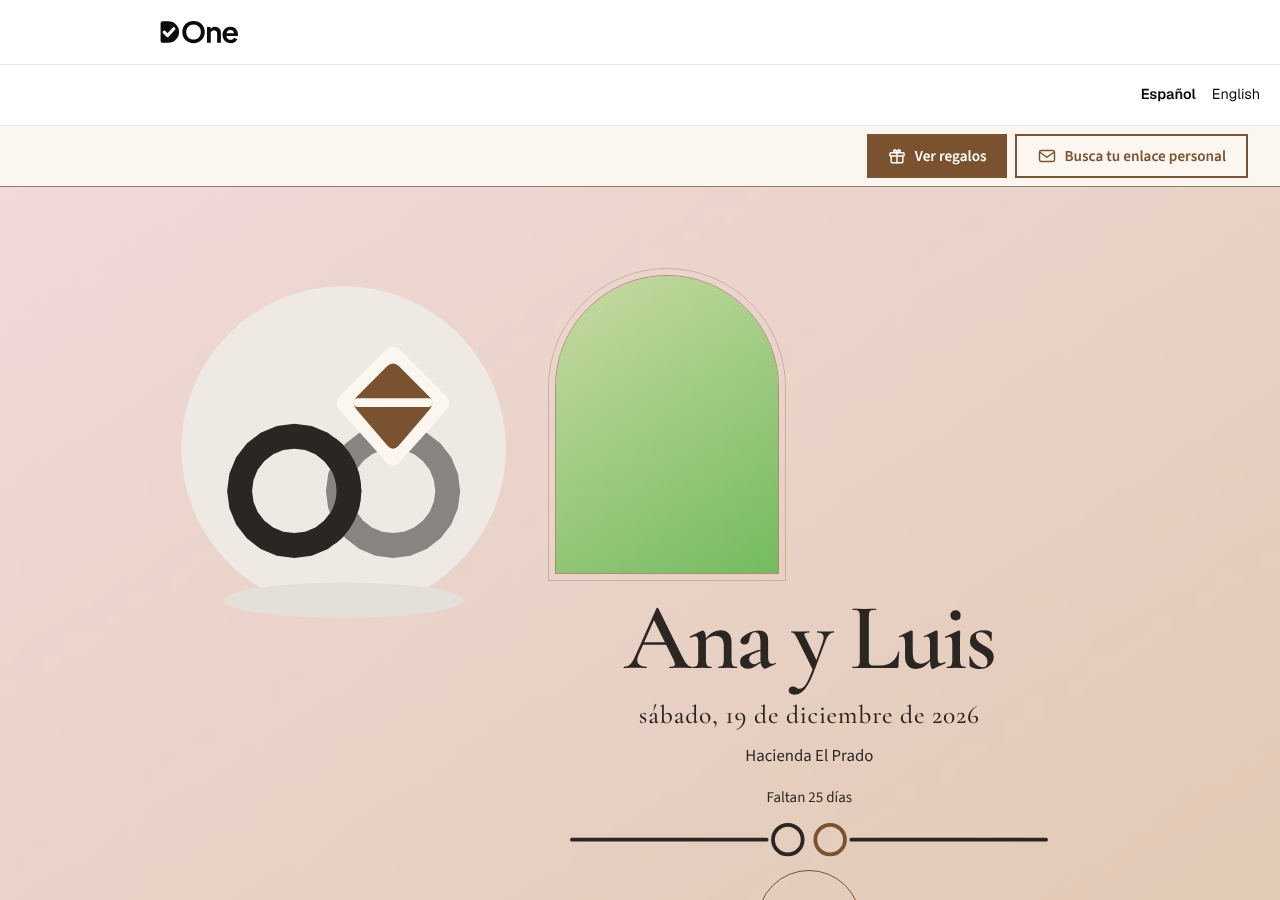 One
Español English
Ver regalos Busca tu enlace personal
Ana y Luis
sábado, 19 de diciembre de 2026
Hacienda El Prado
Faltan 25 días